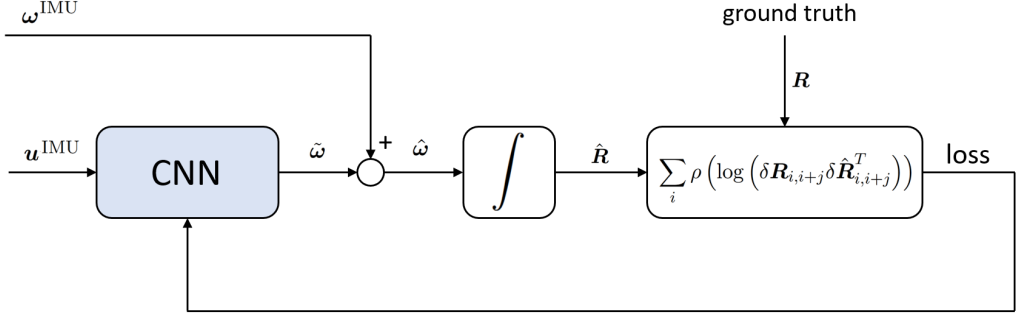 ω^IMU
ground truth
R
u^IMU
CNN
ω̃
+
ω̂
∫
R̂
∑_i ρ(log(δR_{i,i+j}δR̂^T_{i,i+j}))
loss